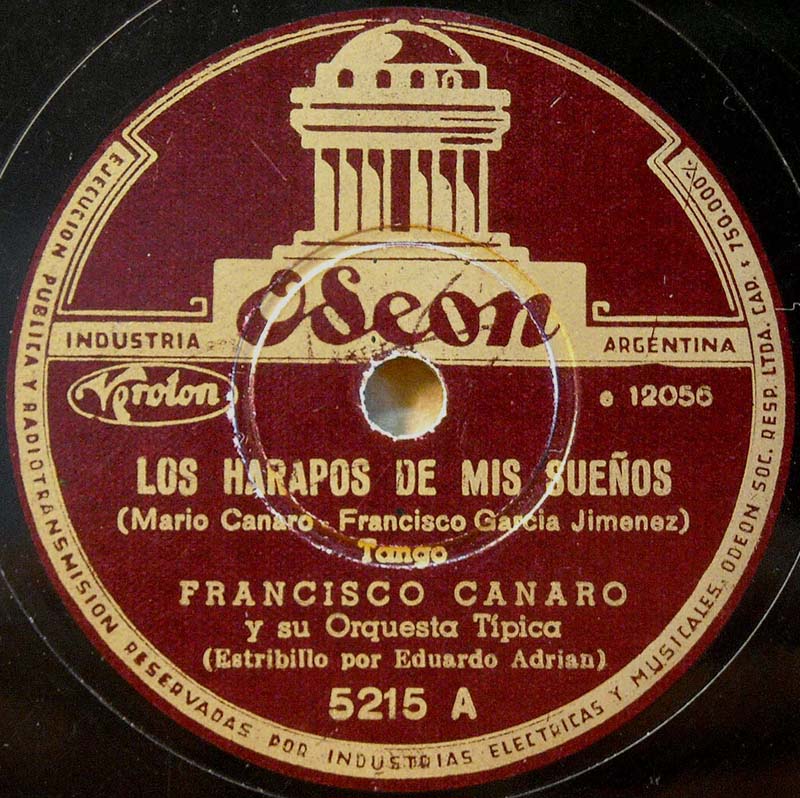 Odeon
INDUSTRIA ARGENTINA
Vproton
e 12056
LOS HARAPOS DE MIS SUEÑOS
(Mario Canaro - Francisco García Jimenez)
Tango
FRANCISCO CANARO
y su Orquesta Típica
(Estribillo por Eduardo Adrian)
5215 A
EJECUCION PUBLICA Y RADIOTRANSMISION RESERVADAS POR INDUSTRIAS ELECTRICAS Y MUSICALES, ODEON SOC. RESP. LTDA. CAP. $ 750.000%